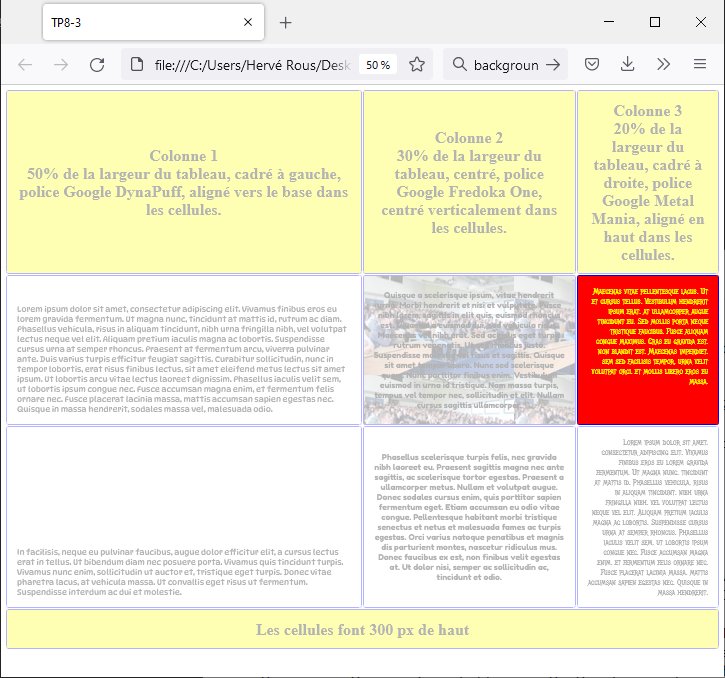 TP8-3
file:///C:/Users/Hervé Rous/Desk
50 %
backgroun
Colonne 1
50% de la largeur du tableau, cadré à gauche,
police Google DynaPuff, aligné vers le base dans
les cellules.
Colonne 2
30% de la largeur du
tableau, centré, police
Google Fredoka One,
centré verticalement dans
les cellules.
Colonne 3
20% de la
largeur du
tableau, cadré à
droite, police
Google Metal
Mania, aligné en
haut dans les
cellules.
Lorem ipsum dolor sit amet, consectetur adipiscing elit. Vivamus finibus eros eu
lorem gravida fermentum. Ut magna nunc, tincidunt at mattis id, rutrum ac diam.
Phasellus vehicula, risus in aliquam tincidunt, nibh urna fringilla nibh, vel volutpat
lectus neque vel elit. Aliquam pretium iaculis magna ac lobortis. Suspendisse
cursus urna at semper rhoncus. Praesent at fermentum arcu, viverra pulvinar
ante. Duis varius turpis efficitur suscipit feugiat. Curabitur sollicitudin, nunc in
tempor lobortis, erat risus finibus lectus, sit amet eleifend metus lectus sit amet
ipsum. Ut lobortis arcu vitae lectus laoreet dignissim. Phasellus iaculis velit sem,
ut lobortis ipsum congue nec. Fusce accumsan magna enim, et fermentum felis
ornare nec. Fusce placerat lacinia massa, mattis accumsan sapien egestas nec.
Quisque in massa hendrerit, sodales massa vel, malesuada odio.
Quisque a scelerisque ipsum, vitae hendrerit
urna. Morbi hendrerit et nisi et vulputate. Fusce
nibh lorem, sagittis in elit quis, euismod
euismod
Maecenas vel nibh erat. Sed
rutrum venenatis.
Suspendisse
risus et sagittis. Quisque
sit amet
Nunc sed scelerisque
quam.
euismod in urna id tristique. Nam massa turpis,
tempus vel tempor nec, sollicitudin et elit. Nulla
cursus sagittis ullamcorper.
Maecenas vitae pellentesque lacus. Ut
et cursus tellus. Vestibulum hendrerit
ipsum erat, at ullamcorper augue
tincidunt eu. Sed mollis porta neque
tristique faucibus. Fusce aliquam
congue maximus. Cras eu gravida est,
non blandit est. Maecenas imperdiet,
sem sed facilisis tempor, urna velit
volutpat orci, et mollis libero eros eu
massa.
In facilisis, neque eu pulvinar faucibus, augue dolor efficitur elit, a cursus lectus
erat in tellus. Ut bibendum diam nec posuere porta. Vivamus quis tincidunt turpis.
Vivamus nunc enim, sollicitudin ut auctor et, tristique eget turpis. Donec vitae
pharetra lacus, at vehicula massa. Ut convallis eget risus ut fermentum.
Suspendisse interdum ac dui et molestie.
Phasellus scelerisque turpis felis, nec gravida
nibh laoreet eu. Praesent sagittis magna nec ante
sagittis, ac scelerisque tortor egestas. Praesent a
ullamcorper metus. Nullam et volutpat augue.
Donec sodales cursus enim, quis porttitor sapien
fermentum eget. Etiam accumsan eu odio vitae
congue. Pellentesque habitant morbi tristique
senectus et netus et malesuada fames ac turpis
egestas. Orci varius natoque penatibus et magnis
dis parturient montes, nascetur ridiculus mus.
Donec faucibus ex est, non finibus velit egestas
at. Ut dolor nisi, semper ac sollicitudin ac,
tincidunt et odio.
Lorem ipsum dolor sit amet,
consectetur adipiscing elit. Vivamus
finibus eros eu lorem gravida
fermentum. Ut magna nunc, tincidunt
at mattis id, Phasellus vehicula, risus
in aliquam tincidunt, nibh urna
fringilla nibh, vel volutpat lectus
neque vel elit. Aliquam pretium iaculis
magna ac lobortis. Suspendisse cursus
urna at semper rhoncus. Phasellus
iaculis velit sem, ut lobortis ipsum
congue nec. Fusce accumsan magna
enim, et fermentum felis ornare nec.
Fusce placerat lacinia massa, mattis
accumsan sapien egestas nec. Quisque in
massa hendrerit.
Les cellules font 300 px de haut